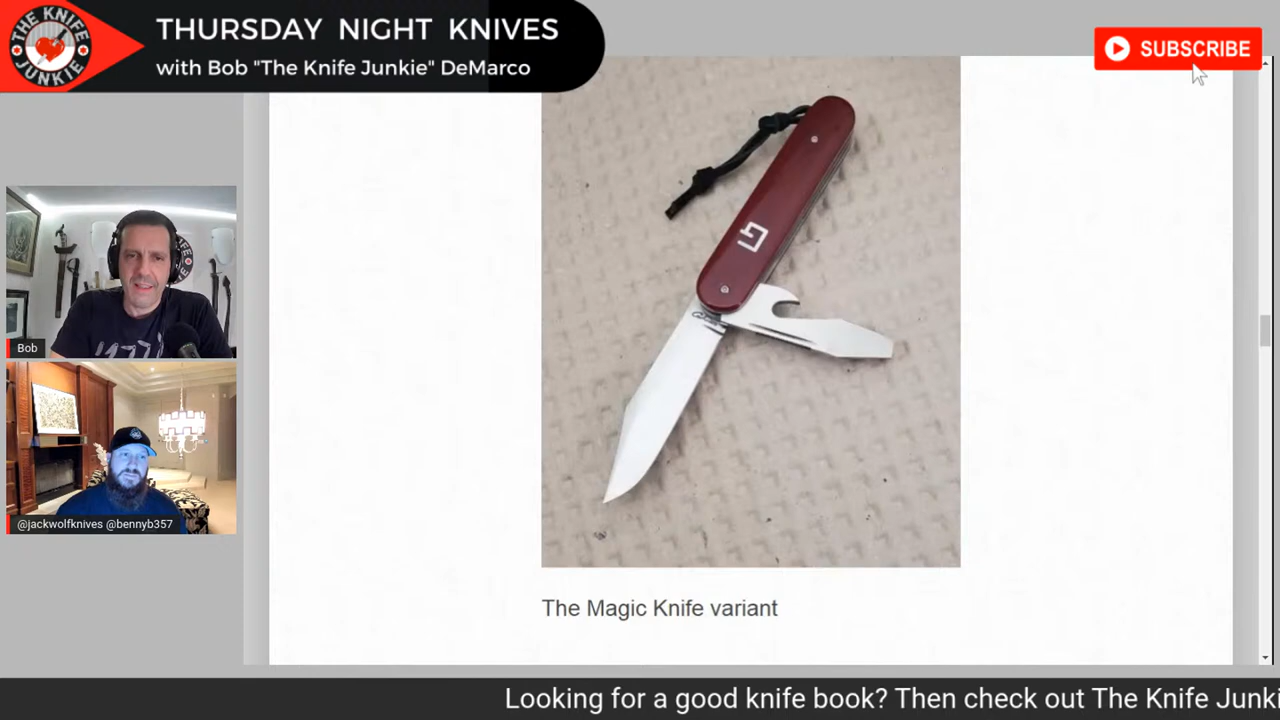 THE KNIFE JUNKIE
THURSDAY NIGHT KNIVES
with Bob "The Knife Junkie" DeMarco
SUBSCRIBE
Bob
@jackwolfknives @bennyb357
The Magic Knife variant
Looking for a good knife book? Then check out The Knife Junki